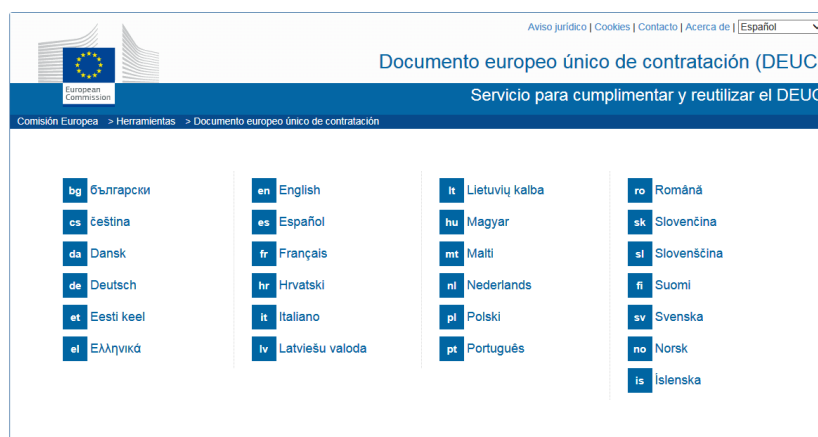 Aviso jurídico | Cookies | Contacto | Acerca de | Español
Documento europeo único de contratación (DEUC
European
Commission
Servicio para cumplimentar y reutilizar el DEUC
Comisión Europea > Herramientas > Documento europeo único de contratación
bg български
cs čeština
da Dansk
de Deutsch
et Eesti keel
el Ελληνικά
en English
es Español
fr Français
hr Hrvatski
it Italiano
lv Latviešu valoda
lt Lietuvių kalba
hu Magyar
mt Malti
nl Nederlands
pl Polski
pt Português
ro Română
sk Slovenčina
sl Slovenščina
fi Suomi
sv Svenska
no Norsk
is Íslenska